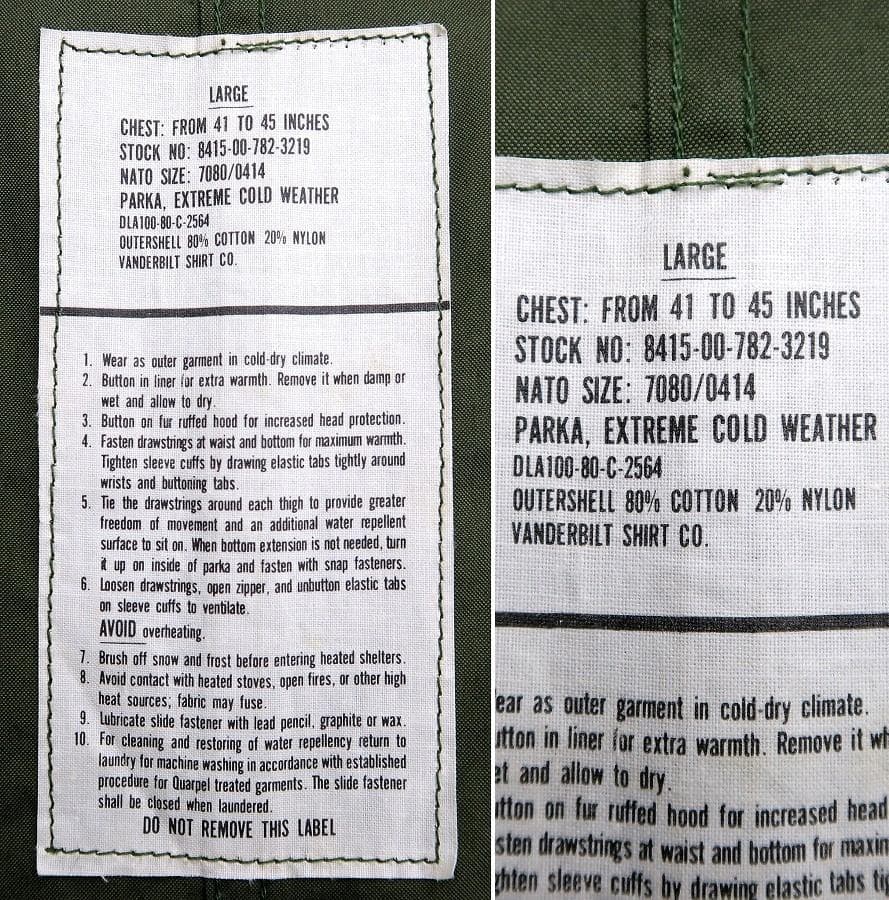 LARGE
CHEST: FROM 41 TO 45 INCHES
STOCK NO: 8415-00-782-3219
NATO SIZE: 7080/0414
PARKA, EXTREME COLD WEATHER
DLA100-80-C-2564
OUTERSHELL 80% COTTON 20% NYLON
VANDERBILT SHIRT CO.
1. Wear as outer garment in cold-dry climate.
2. Button in liner for extra warmth. Remove it when damp or
wet and allow to dry.
3. Button on fur ruffed hood for increased head protection.
4. Fasten drawstrings at waist and bottom for maximum warmth.
Tighten sleeve cuffs by drawing elastic tabs tightly around
wrists and buttoning tabs.
5. Tie the drawstrings around each thigh to provide greater
freedom of movement and an additional water repellent
surface to sit on. When bottom extension is not needed, turn
it up on inside of parka and fasten with snap fasteners.
6. Loosen drawstrings, open zipper, and unbutton elastic tabs
on sleeve cuffs to ventilate.
AVOID overheating.
7. Brush off snow and frost before entering heated shelters.
8. Avoid contact with heated stoves, open fires, or other high
heat sources; fabric may fuse.
9. Lubricate slide fastener with lead pencil, graphite or wax.
10. For cleaning and restoring of water repellency return to
laundry for machine washing in accordance with established
procedure for Quarpel treated garments. The slide fastener
shall be closed when laundered.
DO NOT REMOVE THIS LABEL
LARGE
CHEST: FROM 41 TO 45 INCHES
STOCK NO: 8415-00-782-3219
NATO SIZE: 7080/0414
PARKA, EXTREME COLD WEATHER
DLA100-80-C-2564
OUTERSHELL 80% COTTON 20% NYLON
VANDERBILT SHIRT CO.
ear as outer garment in cold-dry climate.
utton in liner for extra warmth. Remove it wh
et and allow to dry.
utton on fur ruffed hood for increased head
sten drawstrings at waist and bottom for maxim
ghten sleeve cuffs by drawing elastic tabs tig